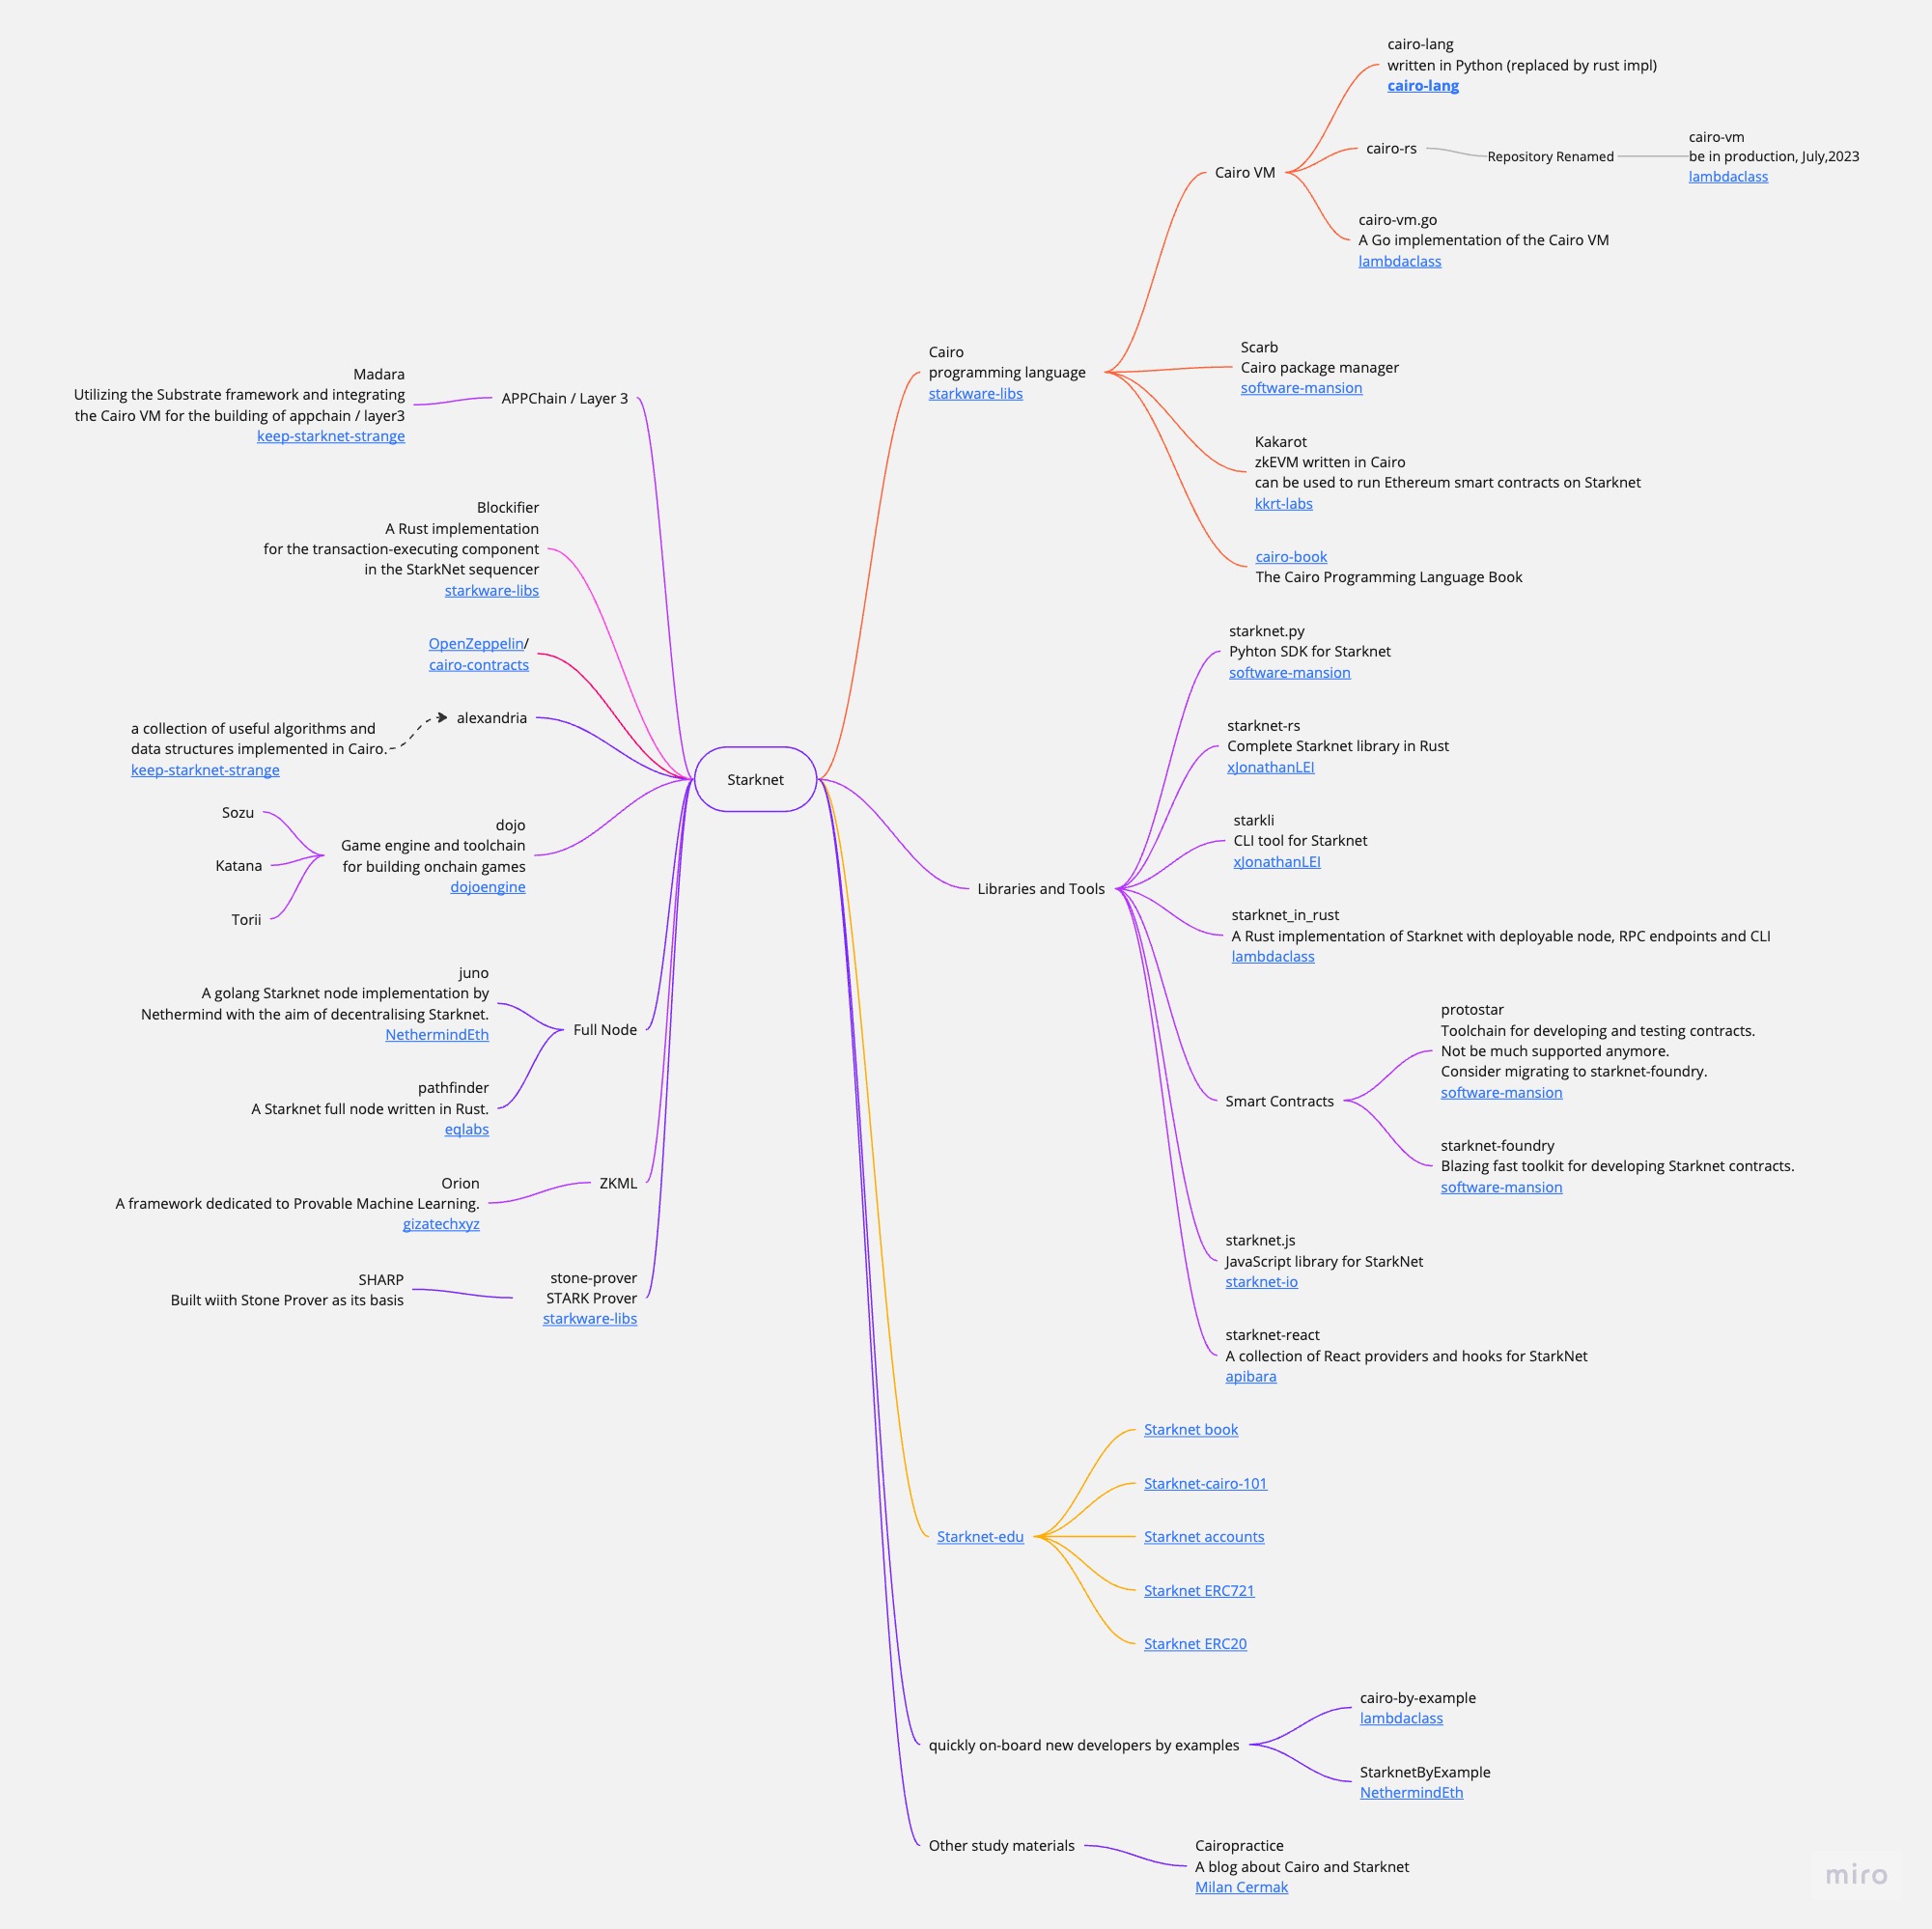 cairo-lang
written in Python (replaced by rust impl)
cairo-lang
cairo-rs
Repository Renamed
cairo-vm
be in production, July,2023
lambdaclass
Cairo VM
cairo-vm.go
A Go implementation of the Cairo VM
lambdaclass
Cairo
programming language
starkware-libs
Scarb
Cairo package manager
software-mansion
Kakarot
zkEVM written in Cairo
can be used to run Ethereum smart contracts on Starknet
kkrt-labs
cairo-book
The Cairo Programming Language Book
Madara
Utilizing the Substrate framework and integrating
the Cairo VM for the building of appchain / layer3
keep-starknet-strange
APPChain / Layer 3
Blockifier
A Rust implementation
for the transaction-executing component
in the StarkNet sequencer
starkware-libs
OpenZeppelin/
cairo-contracts
alexandria
a collection of useful algorithms and
data structures implemented in Cairo.
keep-starknet-strange
Starknet
Sozu
Katana
Torii
dojo
Game engine and toolchain
for building onchain games
dojoengine
juno
A golang Starknet node implementation by
Nethermind with the aim of decentralising Starknet.
NethermindEth
Full Node
pathfinder
A Starknet full node written in Rust.
eqlabs
Orion
A framework dedicated to Provable Machine Learning.
gizatechxyz
ZKML
SHARP
Built wiith Stone Prover as its basis
stone-prover
STARK Prover
starkware-libs
Libraries and Tools
starknet.py
Pyhton SDK for Starknet
software-mansion
starknet-rs
Complete Starknet library in Rust
xJonathanLEI
starkli
CLI tool for Starknet
xJonathanLEI
starknet_in_rust
A Rust implementation of Starknet with deployable node, RPC endpoints and CLI
lambdaclass
Smart Contracts
protostar
Toolchain for developing and testing contracts.
Not be much supported anymore.
Consider migrating to starknet-foundry.
software-mansion
starknet-foundry
Blazing fast toolkit for developing Starknet contracts.
software-mansion
starknet.js
JavaScript library for StarkNet
starknet-io
starknet-react
A collection of React providers and hooks for StarkNet
apibara
Starknet-edu
Starknet book
Starknet-cairo-101
Starknet accounts
Starknet ERC721
Starknet ERC20
quickly on-board new developers by examples
cairo-by-example
lambdaclass
StarknetByExample
NethermindEth
Other study materials
Cairopractice
A blog about Cairo and Starknet
Milan Cermak
miro